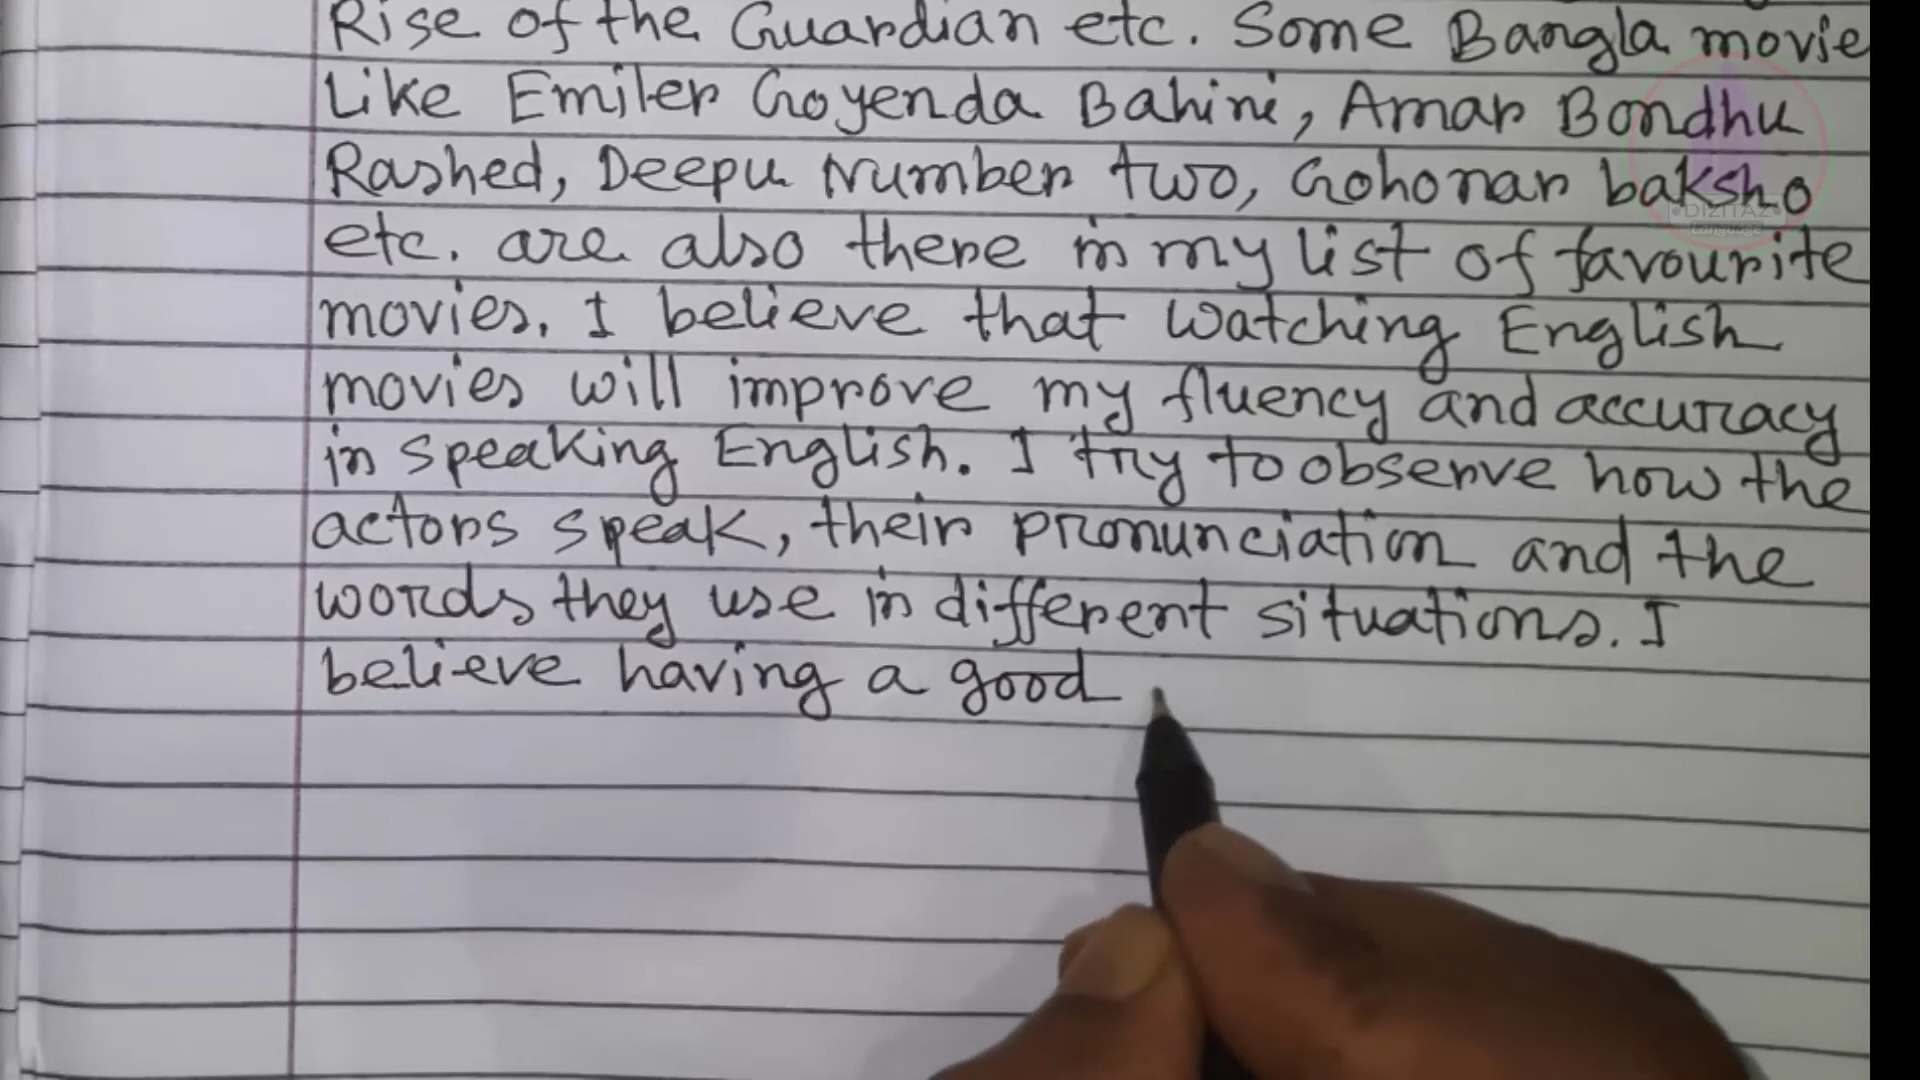 Rise of the Guardian etc. Some Bangla movie
Like Emiler Goyenda Bahini, Amar Bondhu
Rashed, Deepu Number two, Gohonar baksho
etc. are also there in my list of favourite
movies. I believe that watching English
movies will improve my fluency and accuracy
in speaking English. I try to observe how the
actors speak, their pronunciation and the
words they use in different situations. I
believe having a good
DIZITAZ
Language